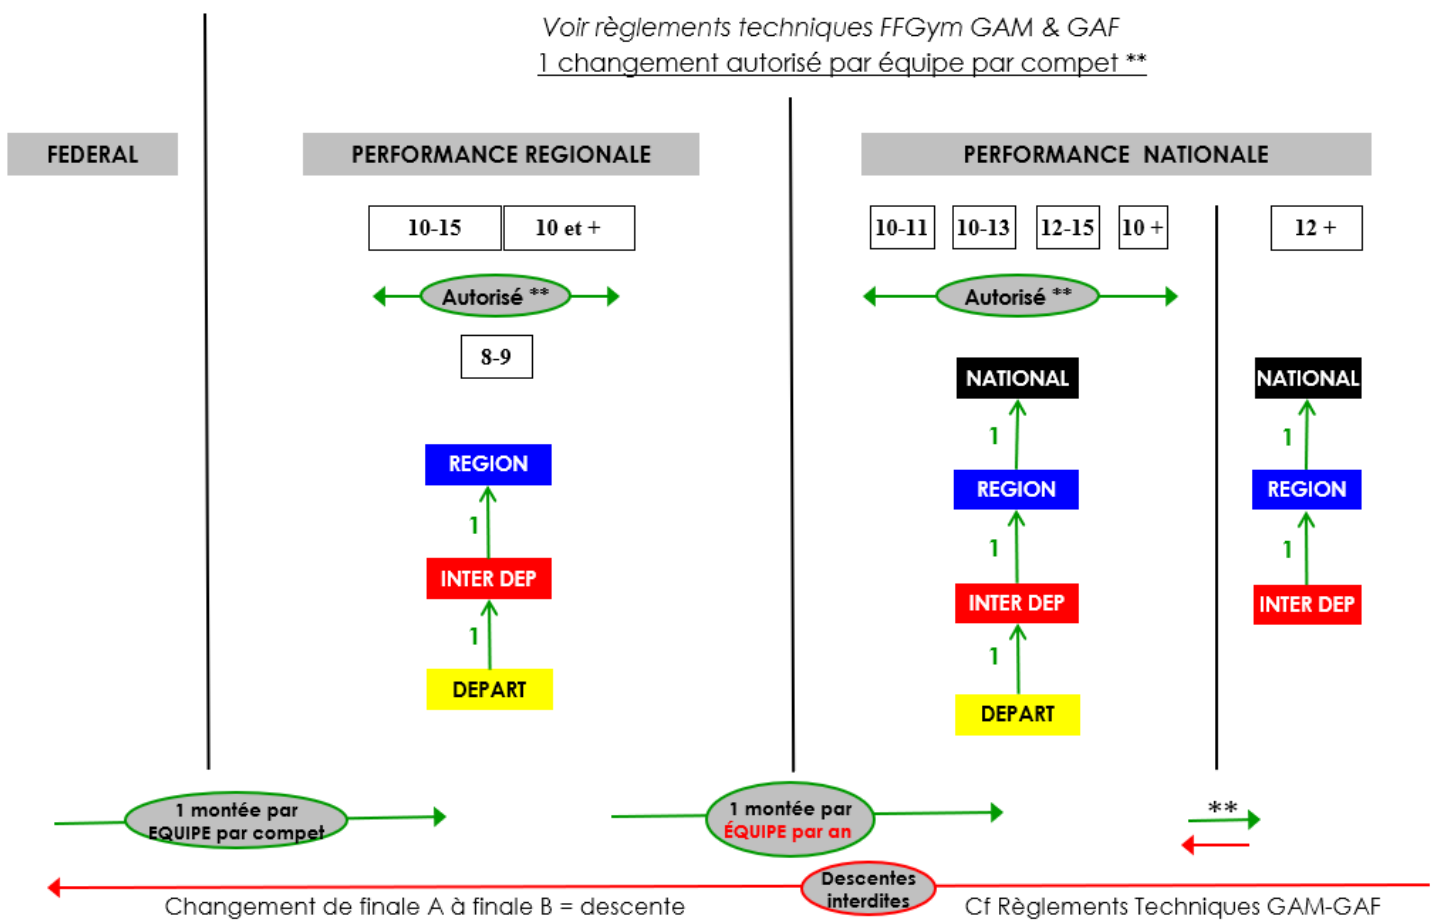 Voir règlements techniques FFGym GAM & GAF
1 changement autorisé par équipe par compet **
FEDERAL
PERFORMANCE REGIONALE
PERFORMANCE NATIONALE
10-15
10 et +
10-11
10-13
12-15
10 +
12 +
Autorisé **
Autorisé **
8-9
NATIONAL
NATIONAL
1
1
REGION
REGION
REGION
1
1
1
INTER DEP
INTER DEP
INTER DEP
1
1
DEPART
DEPART
1 montée par
EQUIPE par compet
1 montée par
ÉQUIPE par an
**
Descentes
interdites
Changement de finale A à finale B = descente
Cf Règlements Techniques GAM-GAF